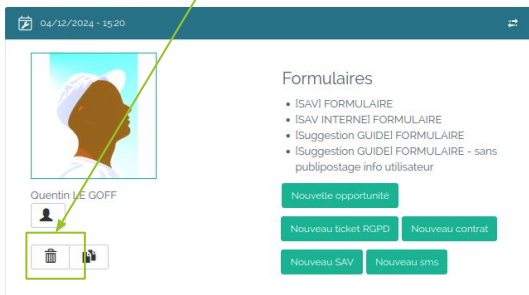 04/12/2024 - 15:20
Formulaires
[SAV] FORMULAIRE
[SAV INTERNE] FORMULAIRE
[Suggestion GUIDE] FORMULAIRE
[Suggestion GUIDE] FORMULAIRE - sans
publipostage info utilisateur
Quentin LE GOFF
Nouvelle opportunité
Nouveau ticket RGPD
Nouveau contrat
Nouveau SAV
Nouveau sms